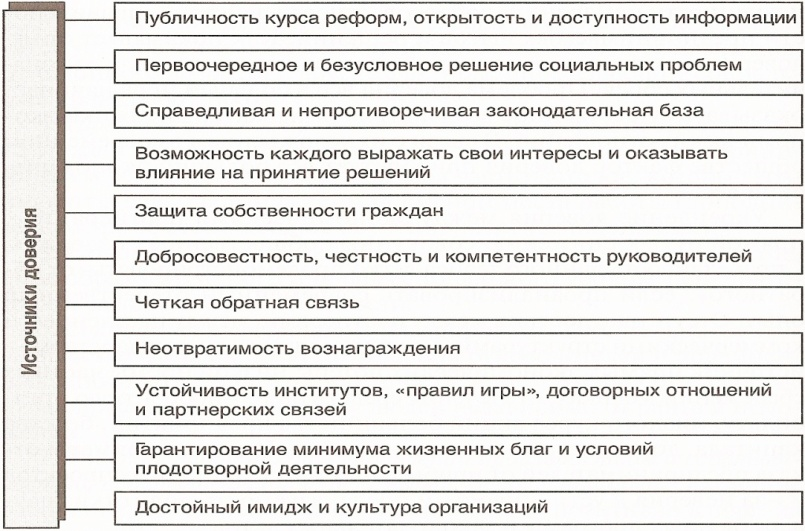 Источники доверия
Публичность курса реформ, открытость и доступность информации
Первоочередное и безусловное решение социальных проблем
Справедливая и непротиворечивая законодательная база
Возможность каждого выражать свои интересы и оказывать
влияние на принятие решений
Защита собственности граждан
Добросовестность, честность и компетентность руководителей
Четкая обратная связь
Неотвратимость вознаграждения
Устойчивость институтов, «правил игры», договорных отношений
и партнерских связей
Гарантирование минимума жизненных благ и условий
плодотворной деятельности
Достойный имидж и культура организаций